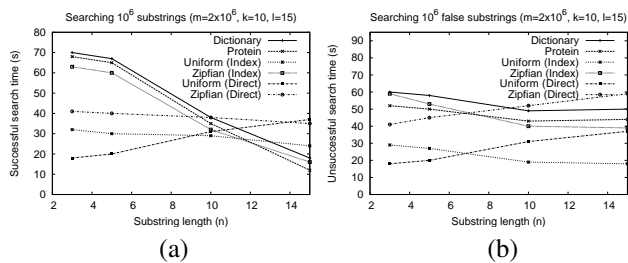 Searching 10^6 substrings (m=2x10^6, k=10, l=15)
Successful search time (s)
80
70
60
50
40
30
20
10
0
Dictionary
Protein
Uniform (Index)
Zipfian (Index)
Uniform (Direct)
Zipfian (Direct)
4 6 8 10 12 14
Substring length (n)
(a)
Searching 10^6 false substrings (m=2x10^6, k=10, l=15)
Unsuccessful search time (s)
90
80
70
60
50
40
30
20
10
0
Dictionary
Protein
Uniform (Index)
Zipfian (Index)
Uniform (Direct)
Zipfian (Direct)
4 6 8 10 12 14
Substring length (n)
(b)